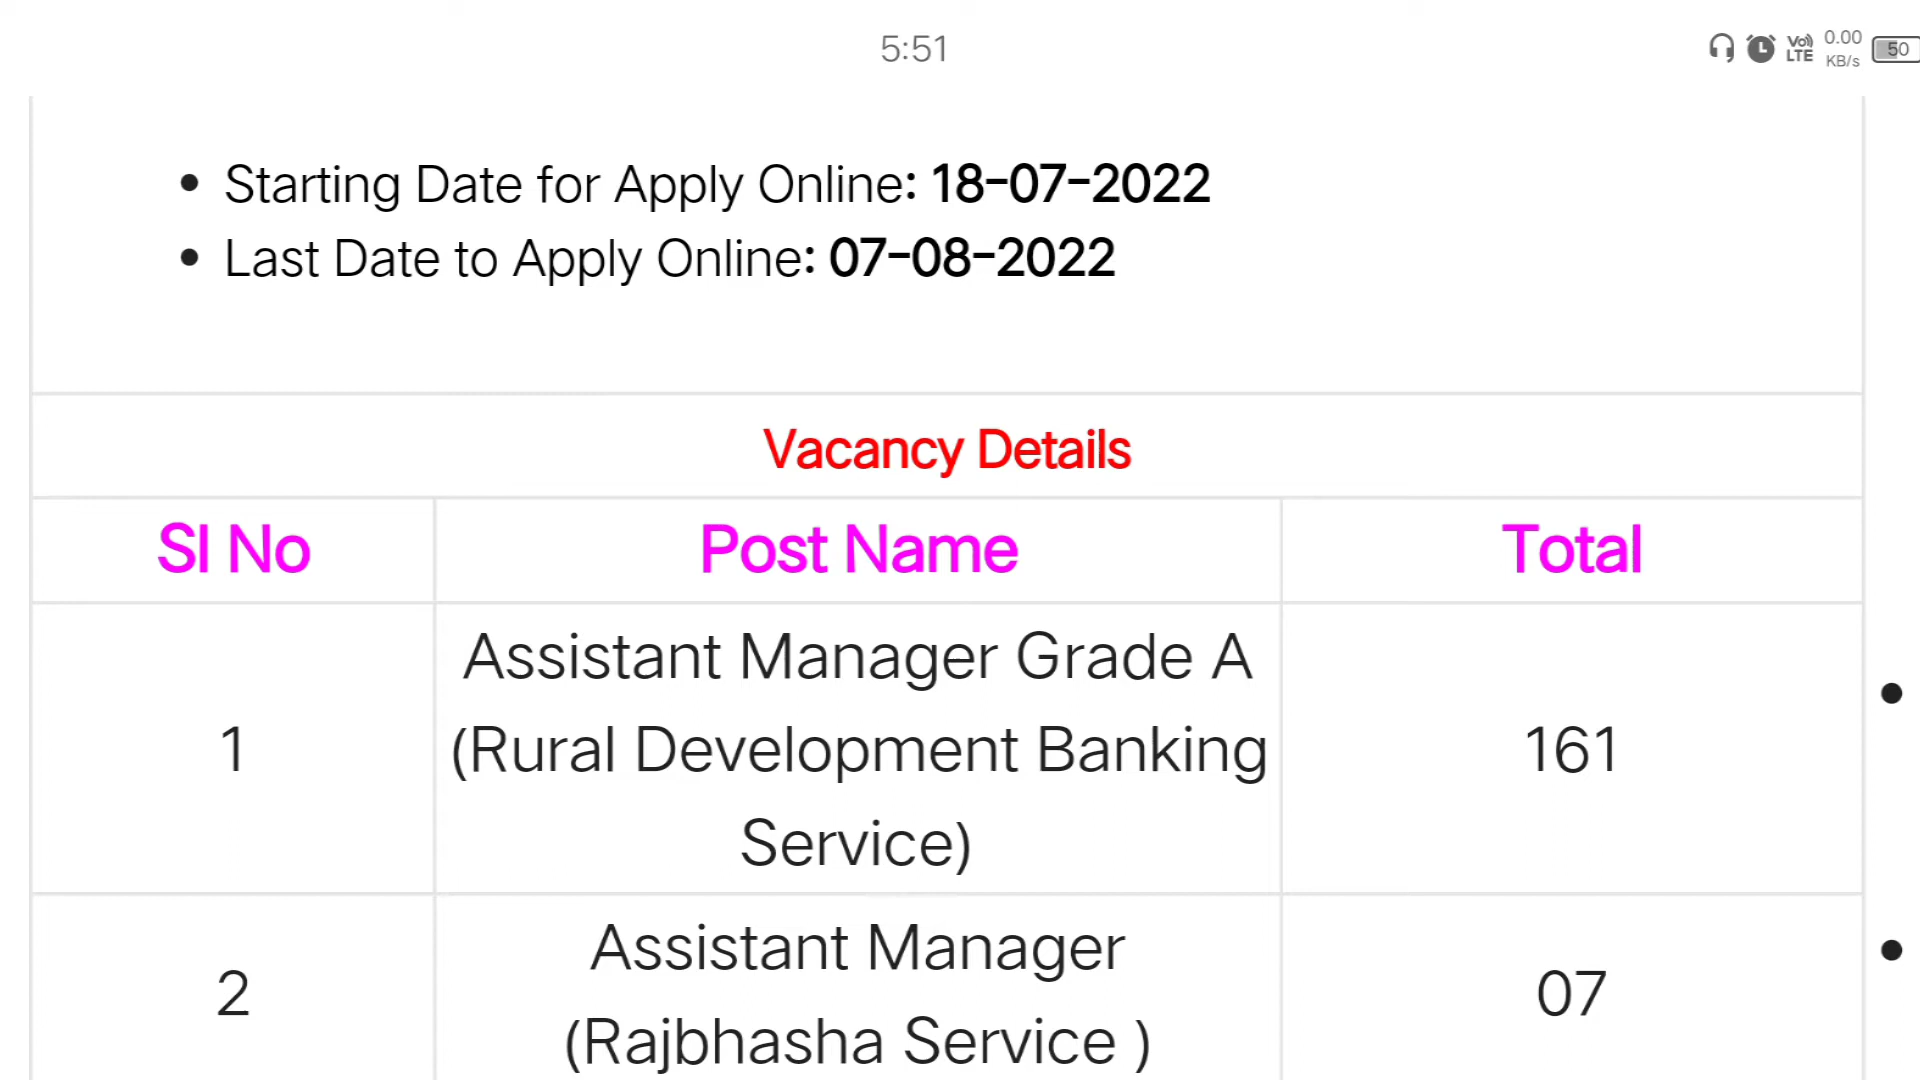 5:51
Vo)) LTE 0.00 KB/s 50
• Starting Date for Apply Online: 18-07-2022
• Last Date to Apply Online: 07-08-2022
Vacancy Details
Sl No Post Name Total
Assistant Manager Grade A
1 (Rural Development Banking 161
Service)
Assistant Manager
2 07
(Rajbhasha Service )